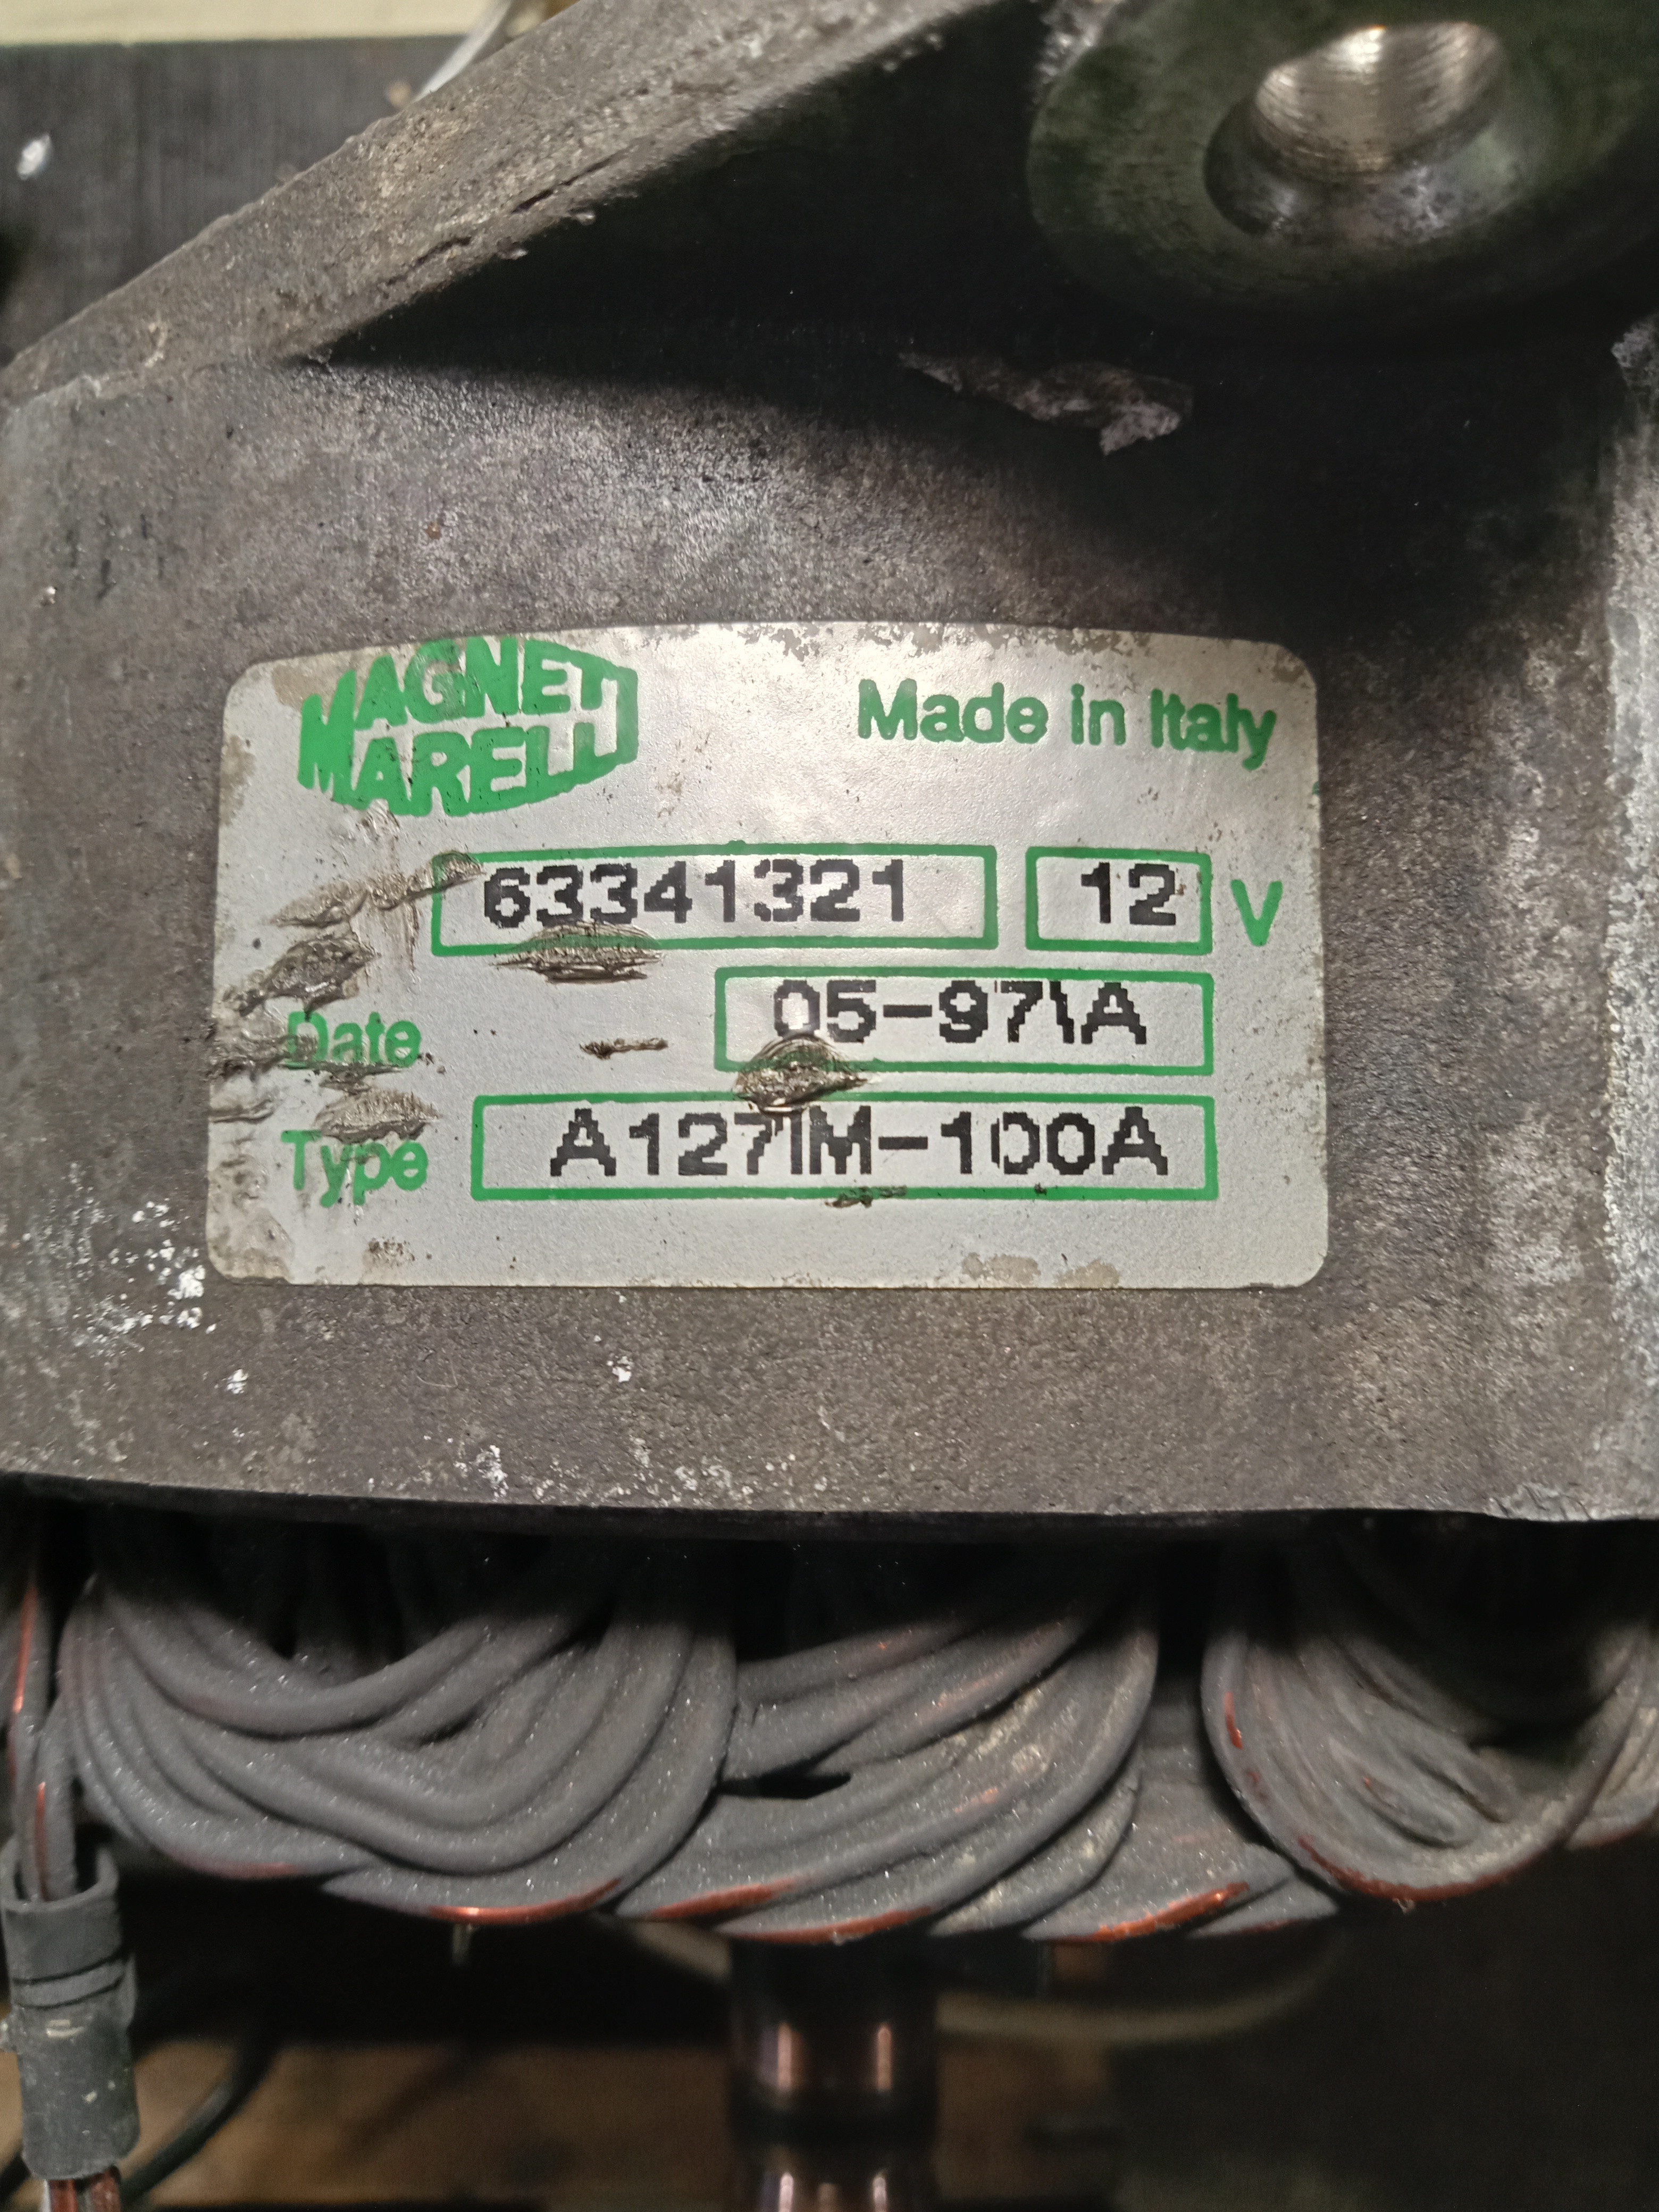 MAGNETI
MARELLI
Made in Italy
63341321 12 V
Date 05-97\A
Type A127IM-100A